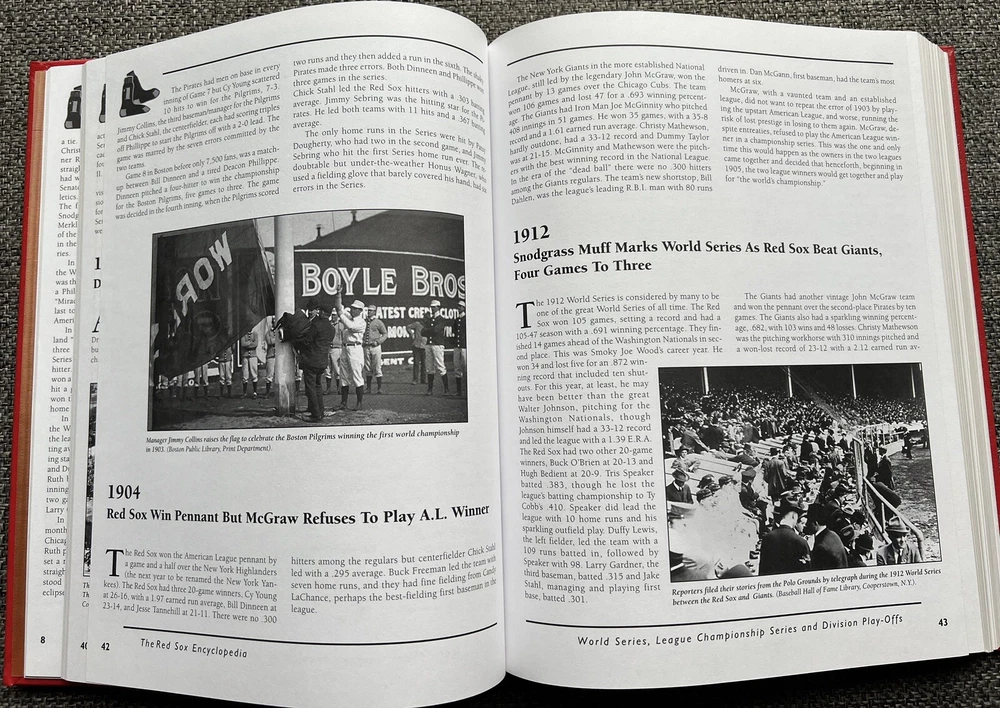 The Pirates had men on base in every
inning of Game 7 but Cy Young scattered
10 hits to win for the Pilgrims, 7-3.
Jimmy Collins, the third baseman/manager for the Pilgrims
and Chick Stahl, the centerfielder, each had scoring triples
off Phillippe to start the Pilgrims off with a 2-0 lead. The
game was marred by the seven errors committed by the
two teams.
Game 8 in Boston before only 7,500 fans, was a match-
up between Bill Dinneen and a tired Deacon Phillippe.
Dinneen pitched a four-hitter to win the championship
for the Boston Pilgrims, five games to three. The game
was decided in the fourth inning, when the Pilgrims scored
two runs and they then added a run in the sixth. The
Pirates made three errors. Both Dinneen and Phillippe won
three games in the series.
Chick Stahl led the Red Sox hitters with a .303 batting
average. Jimmy Sebring was the hitting star for the
rates. He led both teams with 11 hits and a .367 batting
average.
The only home runs in the Series were by Patsy
Dougherty, who had two in the second game, and Jimmy
Sebring who hit the first Series home run ever. The
doubtable but under-the-weather Honus Wagner, who
used a fielding glove that barely covered his hand, had six
errors in the Series.
WOR
BOYLE BROS
GREATEST CREDIT CLOT
Manager Jimmy Collins raises the flag to celebrate the Boston Pilgrims winning the first world championship
in 1903. (Boston Public Library, Print Department).
1904
Red Sox Win Pennant But McGraw Refuses To Play A.L. Winner
The Red Sox won the American League pennant by
a game and a half over the New York Highlanders
(the next year to be renamed the New York Yan-
kees). The Red Sox had three 20-game winners, Cy Young
at 26-16, with a 1.97 earned run average, Bill Dinneen at
23-14, and Jesse Tannehill at 21-11. There were no .300
hitters among the regulars but centerfielder Chick Stahl
led with a .295 average. Buck Freeman led the team with
seven home runs, and they had fine fielding from Candy
LaChance, perhaps the best-fielding first baseman in the
league.
8
42
The Red Sox Encyclopedia
The New York Giants in the more established National
League, still led by the legendary John McGraw, won the
pennant by 13 games over the Chicago Cubs. The team
won 106 games and lost 47 for a .693 winning percent-
age. The Giants had Iron Man Joe McGinnity who pitched
408 innings in 51 games. He won 35 games, with a 35-8
record and a 1.61 earned run average. Christy Mathewson,
hardly outdone, had a 33-12 record and Dummy Taylor
was at 21-15. McGinnity and Mathewson were the pitch-
ers with the best winning record in the National League.
In the era of the "dead ball" there were no .300 hitters
among the Giants regulars. The team's new shortstop, Bill
Dahlen, was the league's leading R.B.I. man with 80 runs
driven in. Dan McGann, first baseman, had the team's most
homers at six.
McGraw, with a vaunted team and an established
league, did not want to repeat the error of 1903 by play-
ing the upstart American League, and worse, running the
risk of lost prestige in losing to them again. McGraw, de-
spite entreaties, refused to play the American League win-
ner in a championship series. This was the one and only
time this would happen as the owners in the two leagues
came together and decided that henceforth, beginning in
1905, the two league winners would get together and play
for "the world's championship."
1912
Snodgrass Muff Marks World Series As Red Sox Beat Giants,
Four Games To Three
The 1912 World Series is considered by many to be
one of the great World Series of all time. The Red
Sox won 105 games, setting a record and had a
105-47 season with a .691 winning percentage. They fin-
ished 14 games ahead of the Washington Nationals in sec-
ond place. This was Smoky Joe Wood's career year. He
won 34 and lost five for an .872 win-
ning record that included ten shut-
outs. For this year, at least, he may
have been better than the great
Walter Johnson, pitching for the
Washington Nationals, though
Johnson himself had a 33-12 record
and led the league with a 1.39 E.R.A.
The Red Sox had two other 20-game
winners, Buck O'Brien at 20-13 and
Hugh Bedient at 20-9. Tris Speaker
batted .383, though he lost the
league's batting championship to Ty
Cobb's .410. Speaker did lead the
league with 10 home runs and his
sparkling outfield play. Duffy Lewis,
the left fielder, led the team with a
109 runs batted in, followed by
Speaker with 98. Larry Gardner, the
third baseman, batted .315 and Jake
Stahl, managing and playing first
base, batted .301.
The Giants had another vintage John McGraw team
and won the pennant over the second-place Pirates by ten
games. The Giants also had a sparkling winning percent-
age, .682, with 103 wins and 48 losses. Christy Mathewson
was the pitching workhorse with 310 innings pitched and
a won-lost record of 23-12 with a 2.12 earned run av-
Reporters filed their stories from the Polo Grounds by telegraph during the 1912 World Series
between the Red Sox and Giants. (Baseball Hall of Fame Library, Cooperstown, N.Y.).
World Series, League Championship Series and Division Play-Offs
43